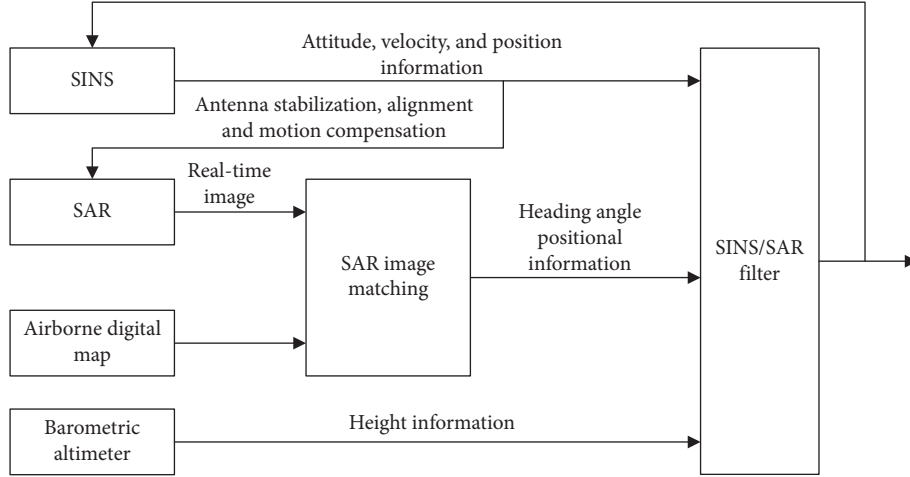 Attitude, velocity, and position
information
SINS
Antenna stabilization, alignment
and motion compensation
Real-time
image
SAR
Heading angle
positional
information
SINS/SAR
filter
SAR image
matching
Airborne digital
map
Height information
Barometric
altimeter